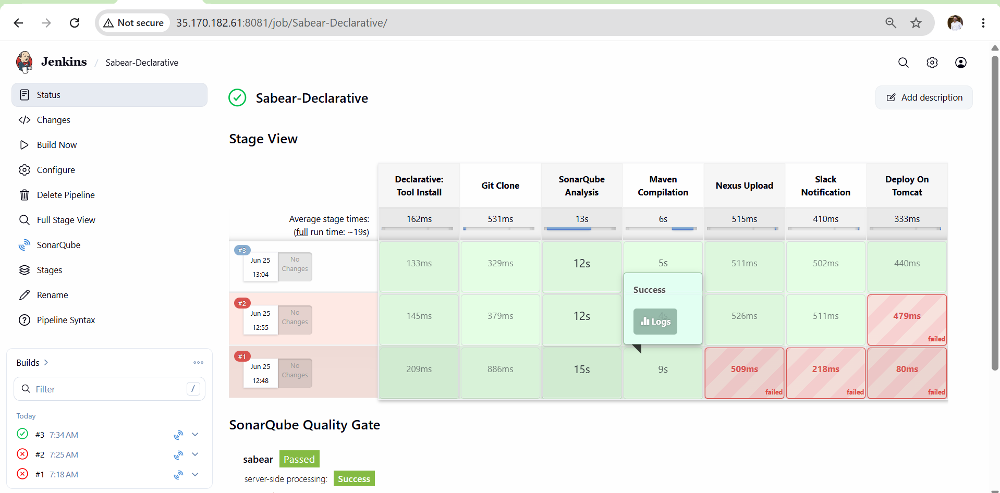 Not secure
35.170.182.61:8081/job/Sabear-Declarative/
Jenkins / Sabear-Declarative
Status
Changes
Build Now
Configure
Delete Pipeline
Full Stage View
SonarQube
Stages
Rename
Pipeline Syntax
Builds
Filter
/
Today
#3 7:34 AM
#2 7:25 AM
#1 7:18 AM
Sabear-Declarative
Add description
Stage View
Declarative:
Tool Install
Git Clone
SonarQube
Analysis
Maven
Compilation
Nexus Upload
Slack
Notification
Deploy On
Tomcat
Average stage times:
(full run time: ~19s)
162ms
531ms
13s
6s
515ms
410ms
333ms
#3
Jun 25
13:04
No
Changes
133ms
329ms
12s
5s
511ms
502ms
440ms
#2
Jun 25
12:55
No
Changes
145ms
379ms
12s
4s
526ms
511ms
479ms
failed
Success
Logs
#1
Jun 25
12:48
No
Changes
209ms
886ms
15s
9s
509ms
failed
218ms
failed
80ms
failed
SonarQube Quality Gate
sabear Passed
server-side processing: Success